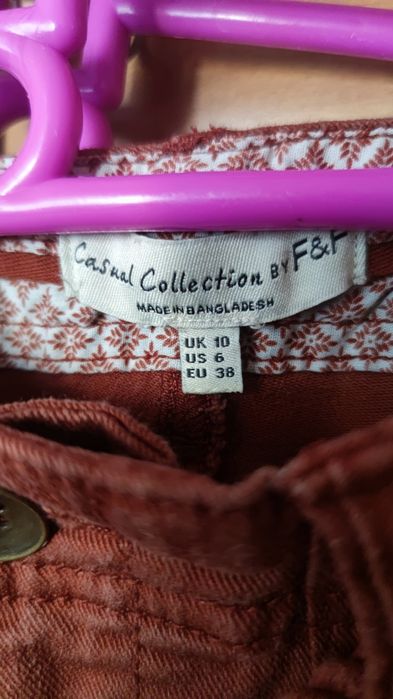 Casual Collection BY F&F
MADE IN BANGLADESH
UK 10
US 6
EU 38